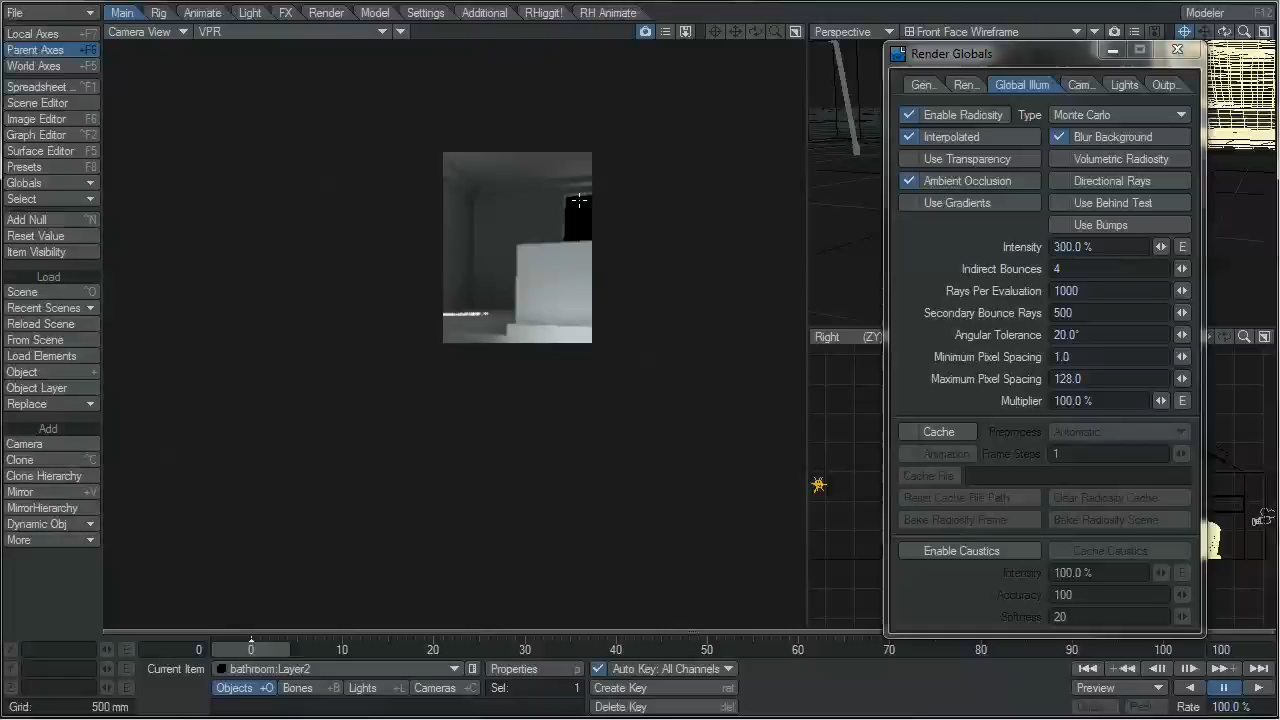 File Main Rig Animate Light FX Render Model Settings Additional RHiggit! RH Animate Modeler F12
Local Axes +F7
Parent Axes +F6
World Axes +F5
Spreadsheet ... ^F1
Scene Editor
Image Editor F6
Graph Editor ^F2
Surface Editor F5
Presets F8
Globals
Select
Add Null ^N
Reset Value
Item Visibility
Load
Scene ^O
Recent Scenes
Reload Scene
From Scene
Load Elements
Object +
Object Layer
Replace
Add
Camera
Clone ^C
Clone Hierarchy
Mirror +V
MirrorHierarchy
Dynamic Obj
More
Camera View VPR
Perspective Front Face Wireframe
Right (ZY)
Render Globals
Gen... Ren... Global Illum Cam... Lights Outp...
Enable Radiosity Type Monte Carlo
Interpolated Blur Background
Use Transparency Volumetric Radiosity
Ambient Occlusion Directional Rays
Use Gradients Use Behind Test
Use Bumps
Intensity 300.0 % E
Indirect Bounces 4
Rays Per Evaluation 1000
Secondary Bounce Rays 500
Angular Tolerance 20.0°
Minimum Pixel Spacing 1.0
Maximum Pixel Spacing 128.0
Multiplier 100.0 % E
Cache Preprocess Automatic
Animation Frame Steps 1
Cache File
Reset Cache File Path Clear Radiosity Cache
Bake Radiosity Frame Bake Radiosity Scene
Enable Caustics Cache Caustics
Intensity 100.0 % E
Accuracy 100
Softness 20
0 0 10 20 30 40 50 60 70 80 90 100 100
Current Item bathroom:Layer2 Properties p Auto Key: All Channels
Objects +O Bones +B Lights +L Cameras +C Sel: 1 Create Key ret Preview
Grid: 500 mm Delete Key del Rate 100.0 %